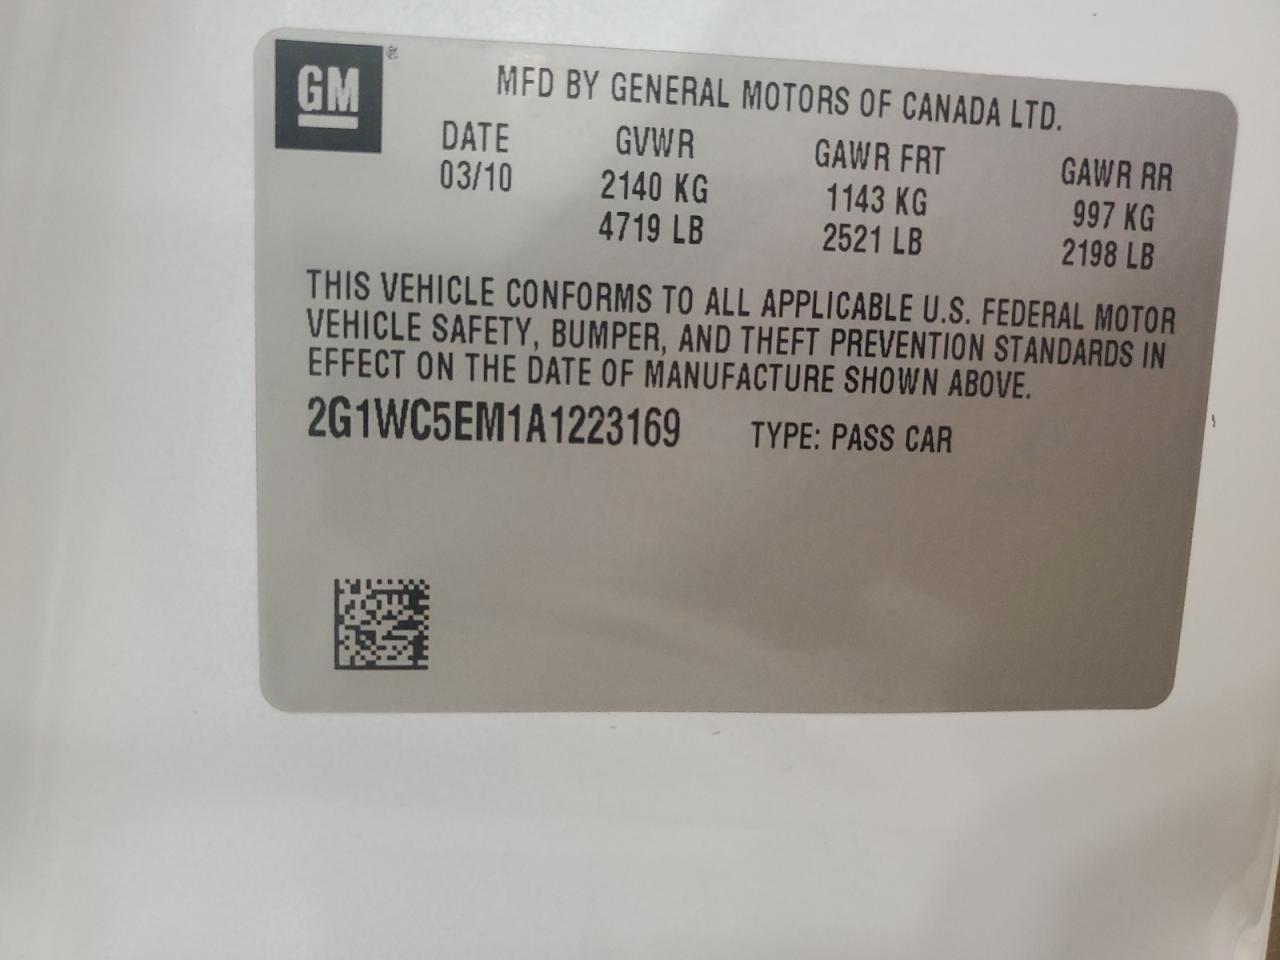 GM®
MFD BY GENERAL MOTORS OF CANADA LTD.
DATE GVWR GAWR FRT GAWR RR
03/10 2140 KG 1143 KG 997 KG
4719 LB 2521 LB 2198 LB
THIS VEHICLE CONFORMS TO ALL APPLICABLE U.S. FEDERAL MOTOR
VEHICLE SAFETY, BUMPER, AND THEFT PREVENTION STANDARDS IN
EFFECT ON THE DATE OF MANUFACTURE SHOWN ABOVE.
2G1WC5EM1A1223169 TYPE: PASS CAR